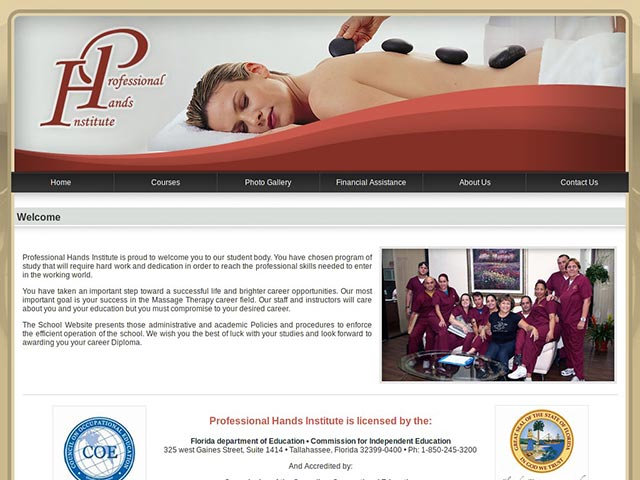 Professional
Hands
Institute
Home Courses Photo Gallery Financial Assistance About Us Contact Us
Welcome
Professional Hands Institute is proud to welcome you to our student body. You have chosen program of
study that will require hard work and dedication in order to reach the professional skills needed to enter
in the working world.
You have taken an important step toward a successful life and brighter career opportunities. Our most
important goal is your success in the Massage Therapy career field. Our staff and instructors will care
about you and your education but you must compromise to your desired career.
The School Website presents those administrative and academic Policies and procedures to enforce
the efficient operation of the school. We wish you the best of luck with your studies and look forward to
awarding you your career Diploma.
Professional Hands Institute is licensed by the:
Florida department of Education • Commission for Independent Education
325 west Gaines Street, Suite 1414 • Tallahassee, Florida 32399-0400 • Ph: 1-850-245-3200
And Accredited by:
COUNCIL ON OCCUPATIONAL EDUCATION
COE
GREAT SEAL OF THE STATE OF FLORIDA
IN GOD WE TRUST